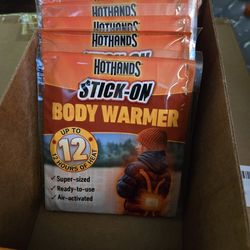 HOTHANDS
HOTHANDS
HOTHANDS
HOTHANDS
STICK-ON
BODY WARMER
UP TO
12
HOURS OF HEAT
✓ Super-sized
✓ Ready-to-use
✓ Air-activated